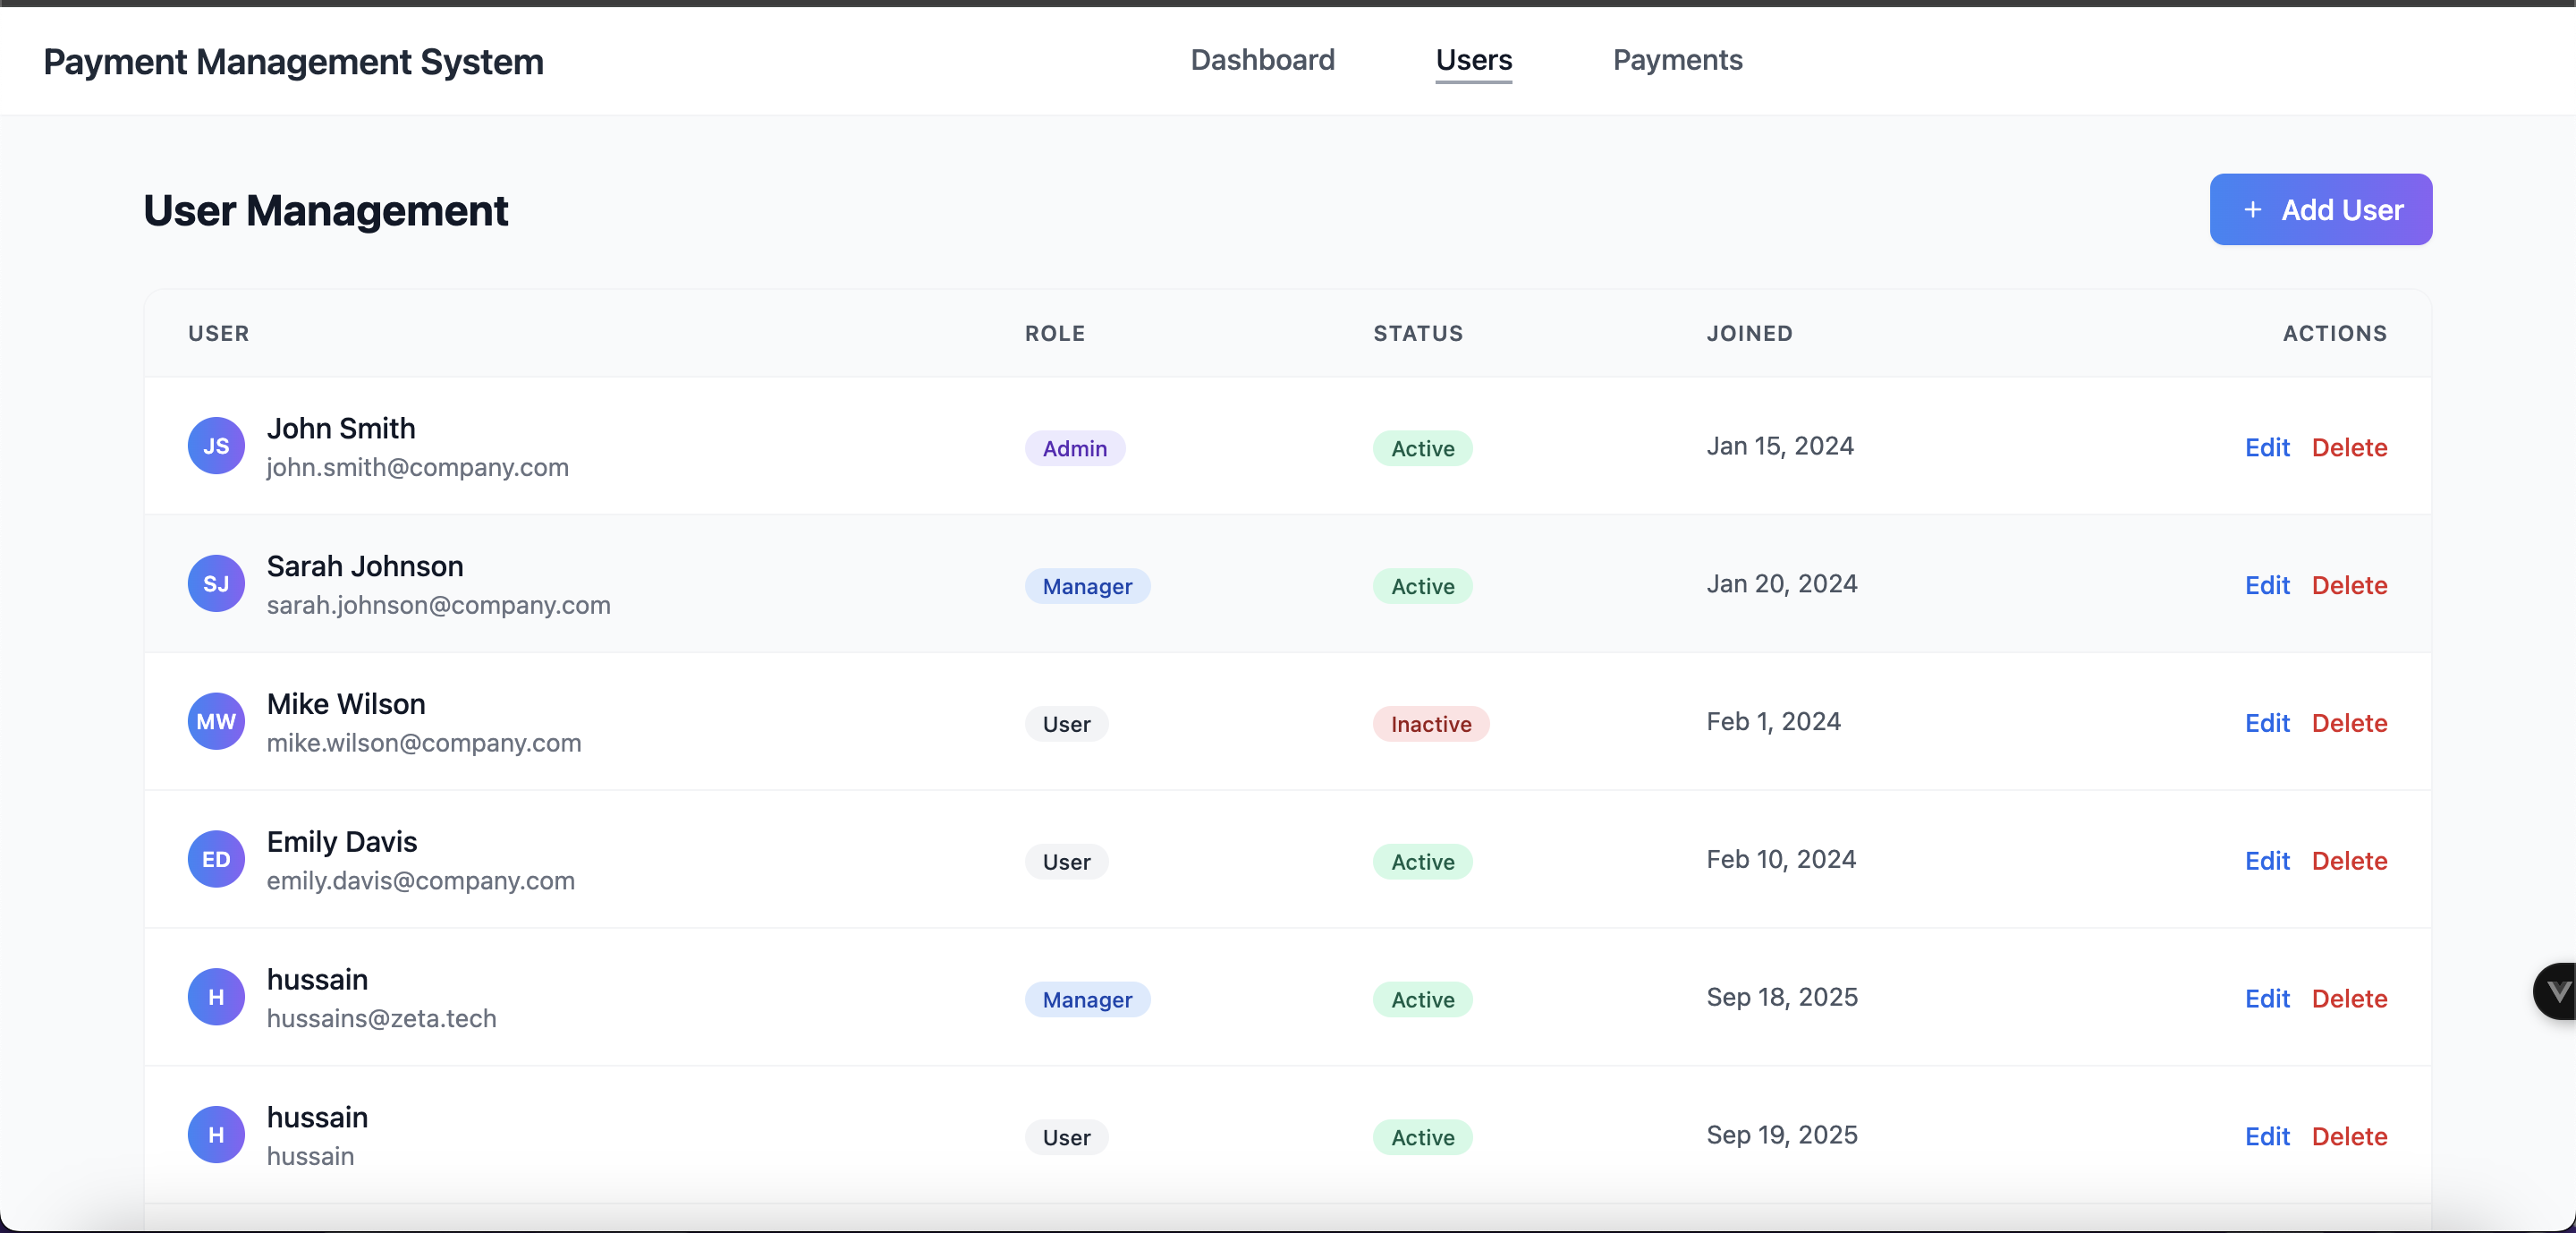 Payment Management System
Dashboard
Users
Payments
User Management
+ Add User
USER ROLE STATUS JOINED ACTIONS
JS
John Smith
john.smith@company.com
Admin
Active
Jan 15, 2024
Edit Delete
SJ
Sarah Johnson
sarah.johnson@company.com
Manager
Active
Jan 20, 2024
Edit Delete
MW
Mike Wilson
mike.wilson@company.com
User
Inactive
Feb 1, 2024
Edit Delete
ED
Emily Davis
emily.davis@company.com
User
Active
Feb 10, 2024
Edit Delete
H
hussain
hussains@zeta.tech
Manager
Active
Sep 18, 2025
Edit Delete
H
hussain
hussain
User
Active
Sep 19, 2025
Edit Delete